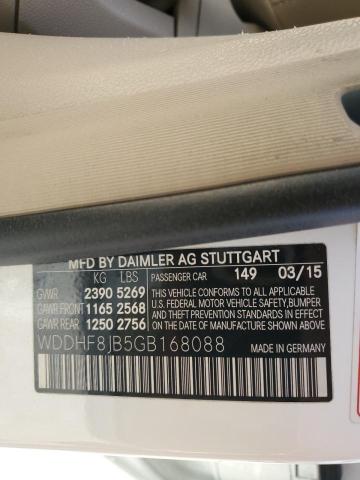 MFD BY DAIMLER AG STUTTGART
KG LBS PASSENGER CAR 149 03/15
GVWR 2390 5269 THIS VEHICLE CONFORMS TO ALL APPLICABLE
GAWR FRONT 1165 2568 U.S. FEDERAL MOTOR VEHICLE SAFETY, BUMPER,
GAWR REAR 1250 2756 AND THEFT PREVENTION STANDARDS IN EFFECT
ON THE DATE OF MANUFACTURE SHOWN ABOVE.
WDDHF8JB5GB168088 MADE IN GERMANY